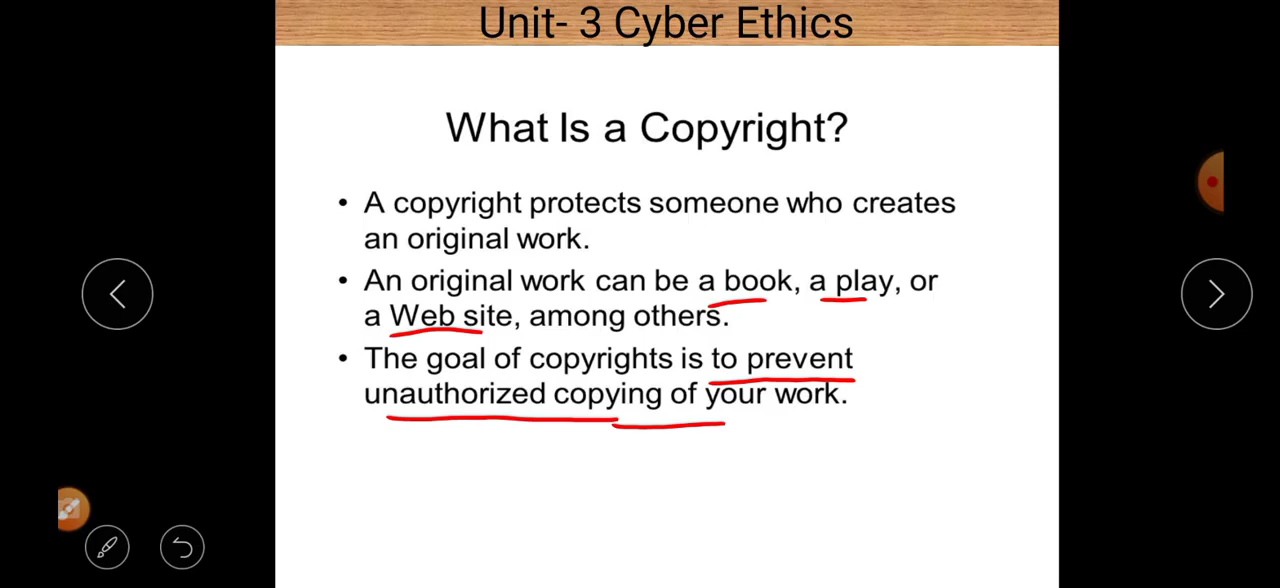 Unit- 3 Cyber Ethics
What Is a Copyright?
• A copyright protects someone who creates
an original work.
• An original work can be a book, a play, or
a Web site, among others.
• The goal of copyrights is to prevent
unauthorized copying of your work.